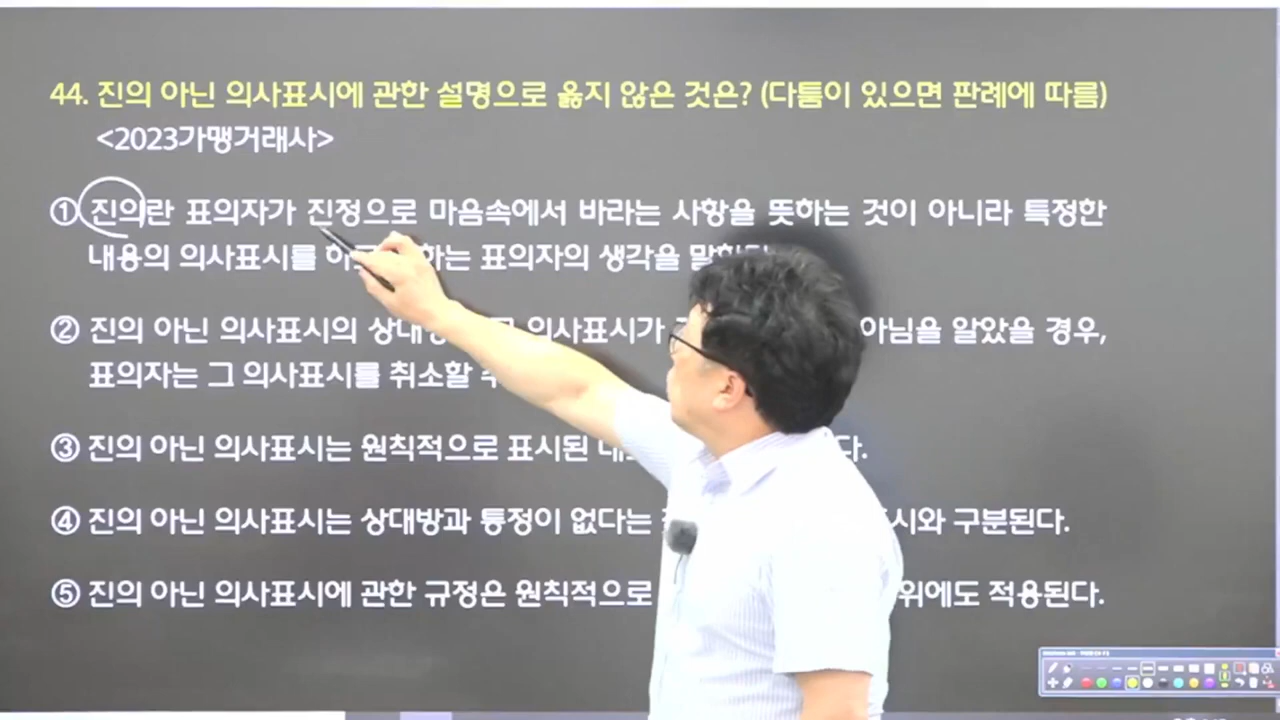 44. 진의 아닌 의사표시에 관한 설명으로 옳지 않은 것은? (다툼이 있으면 판례에 따름)
<2023가맹거래사>
① 진의란 표의자가 진정으로 마음속에서 바라는 사항을 뜻하는 것이 아니라 특정한
내용의 의사표시를 하는 표의자의 생각을
② 진의 아닌 의사표시의 의사표시가 아님을 알았을 경우,
표의자는 그 의사표시를 취소할
③ 진의 아닌 의사표시는 원칙적으로 표시된
④ 진의 아닌 의사표시는 상대방과 통정이 없다는 구분된다.
⑤ 진의 아닌 의사표시에 관한 규정은 원칙적으로 적용된다.